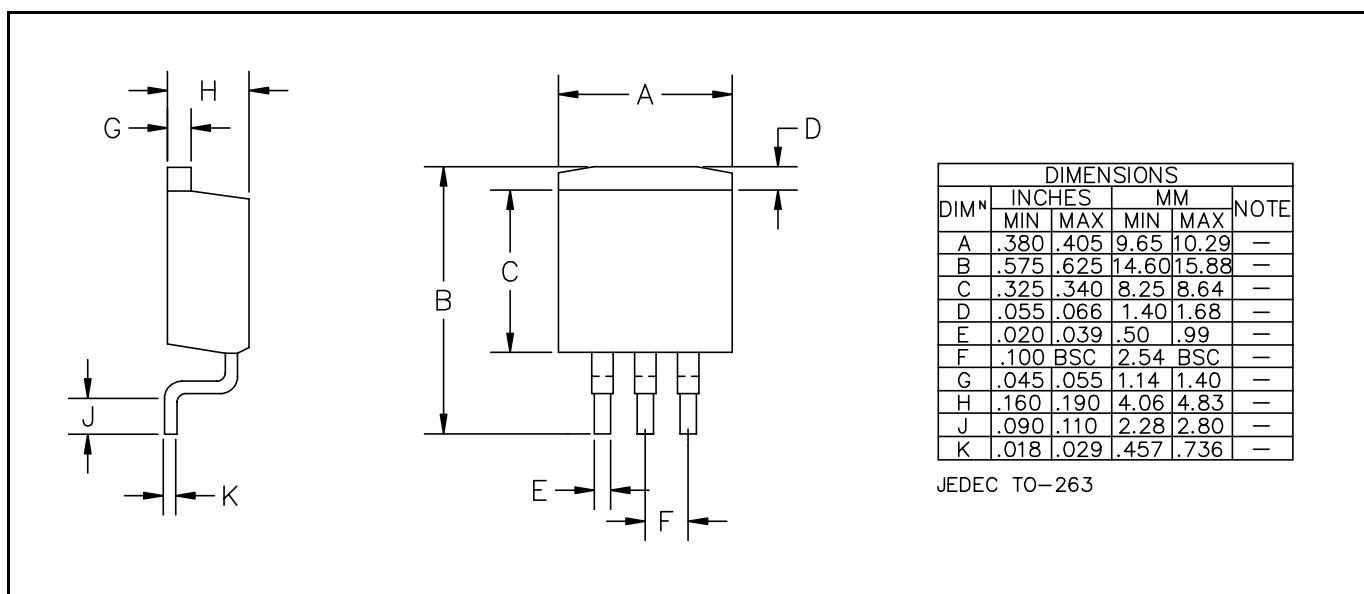 H
G
A
D
C
B
J
K
E
F
DIMENSIONS
DIMᴺ INCHES MM NOTE
MIN MAX MIN MAX
A .380 .405 9.65 10.29 —
B .575 .625 14.60 15.88 —
C .325 .340 8.25 8.64 —
D .055 .066 1.40 1.68 —
E .020 .039 .50 .99 —
F .100 BSC 2.54 BSC —
G .045 .055 1.14 1.40 —
H .160 .190 4.06 4.83 —
J .090 .110 2.28 2.80 —
K .018 .029 .457 .736 —
JEDEC TO-263